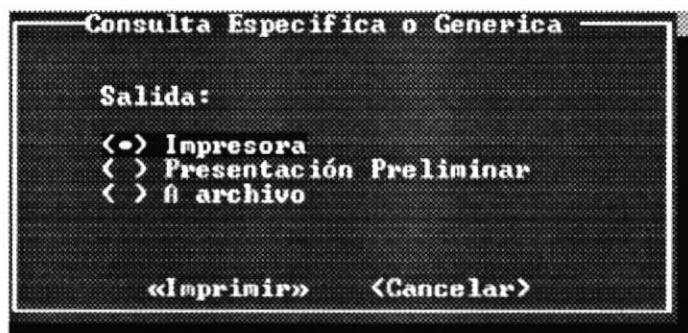 Consulta Especifica o Generica
Salida:
(•) Impresora
( ) Presentación Preliminar
( ) A archivo
«Imprimir» <Cancelar>